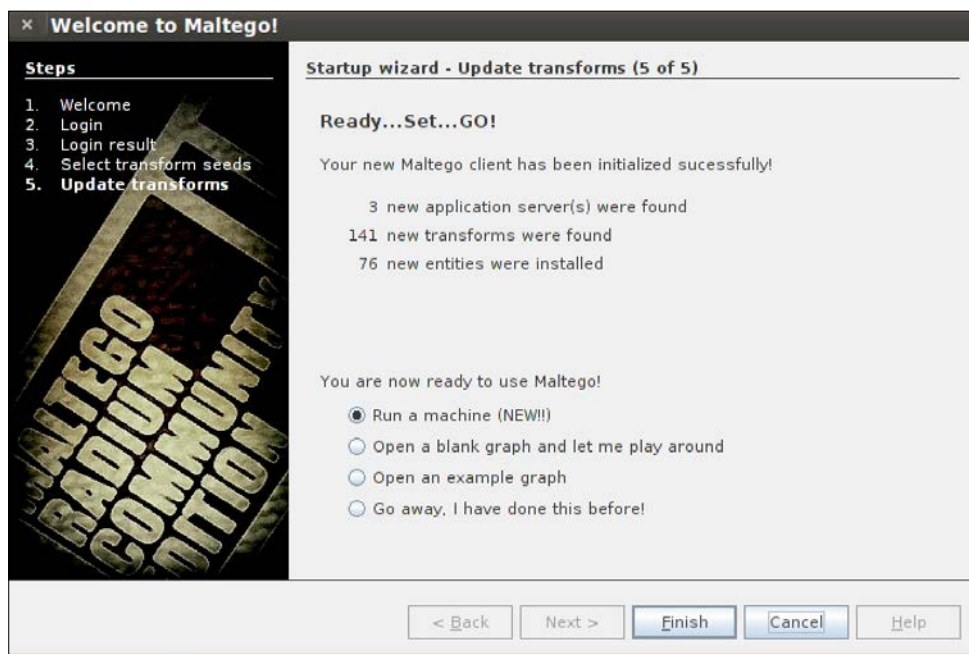 × Welcome to Maltego!
Steps
1. Welcome
2. Login
3. Login result
4. Select transform seeds
5. Update transforms
MALTEGO
RADIUM
COMMUNITY
EDITION
Startup wizard - Update transforms (5 of 5)
Ready...Set...GO!
Your new Maltego client has been initialized sucessfully!
3 new application server(s) were found
141 new transforms were found
76 new entities were installed
You are now ready to use Maltego!
Run a machine (NEW!!)
Open a blank graph and let me play around
Open an example graph
Go away, I have done this before!
< Back
Next >
Finish
Cancel
Help